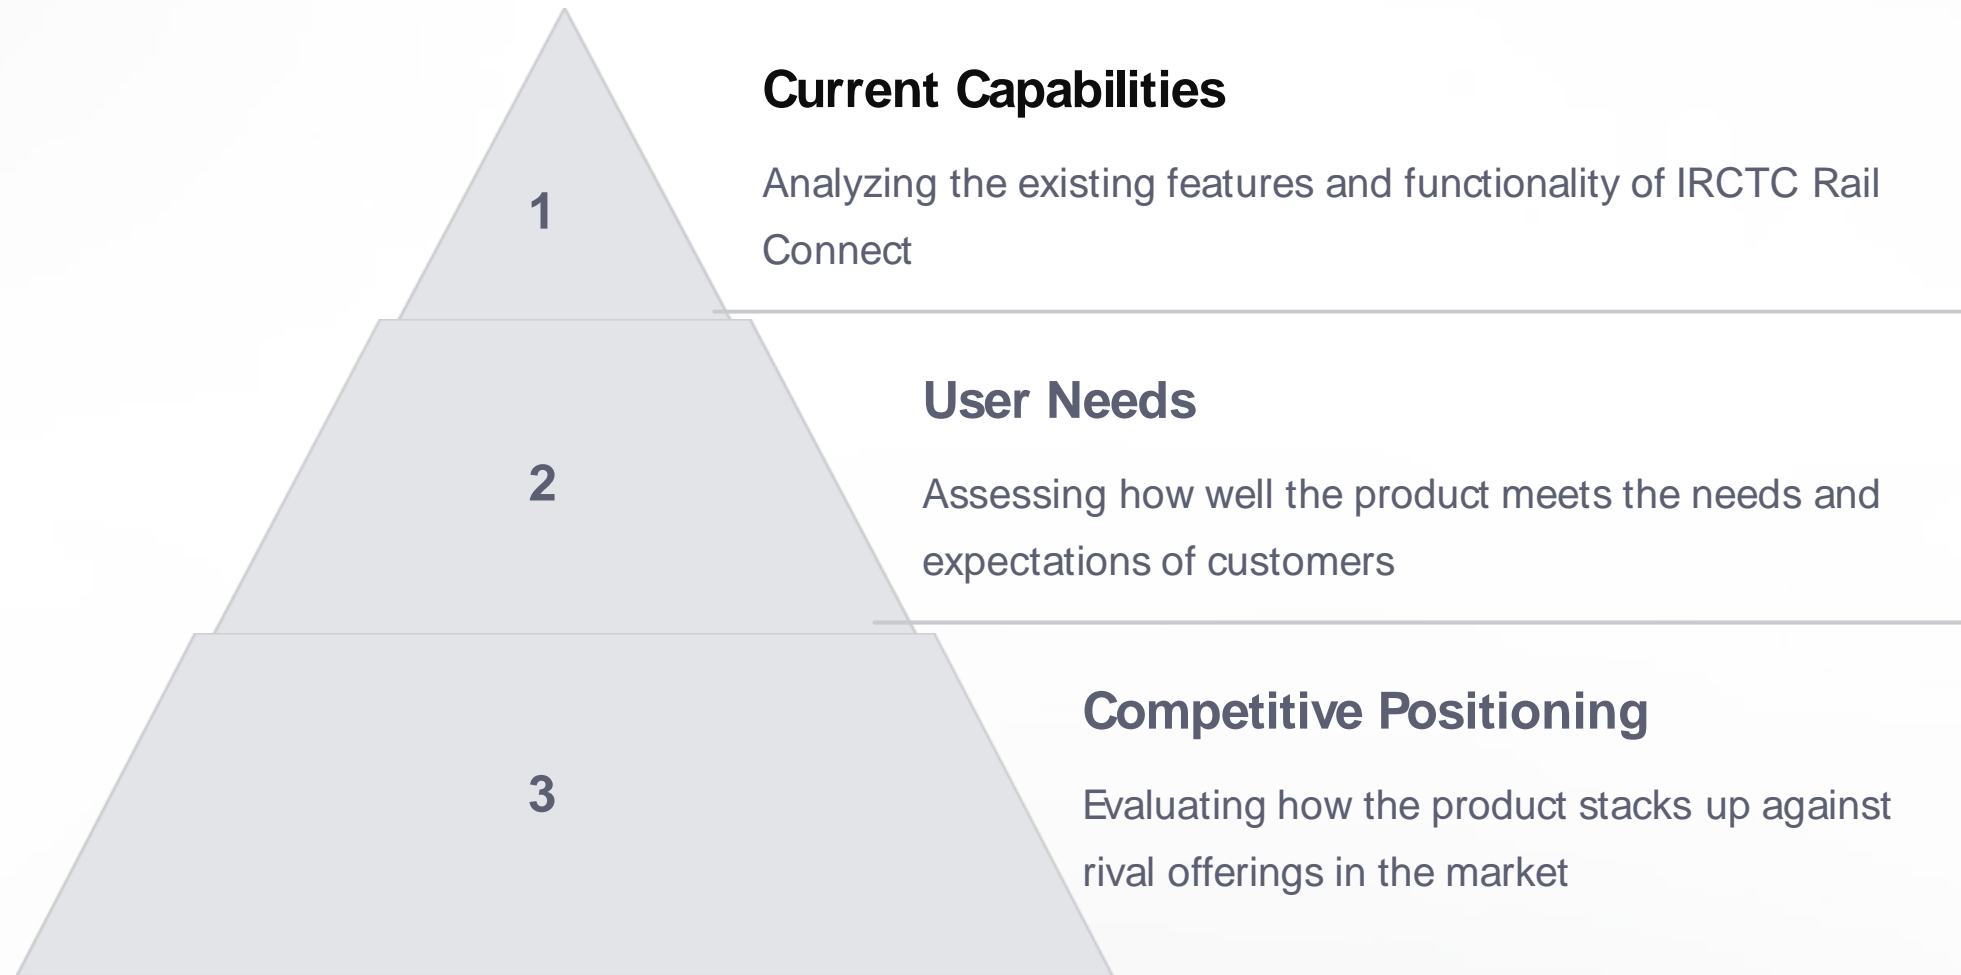 Current Capabilities
1
Analyzing the existing features and functionality of IRCTC Rail
Connect
User Needs
2
Assessing how well the product meets the needs and
expectations of customers
Competitive Positioning
3
Evaluating how the product stacks up against
rival offerings in the market